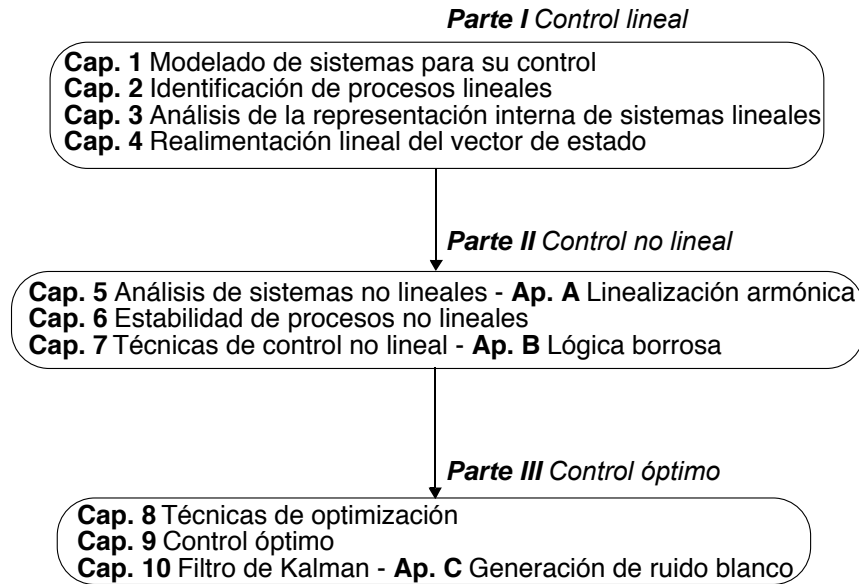 Parte I Control lineal
Cap. 1 Modelado de sistemas para su control
Cap. 2 Identificación de procesos lineales
Cap. 3 Análisis de la representación interna de sistemas lineales
Cap. 4 Realimentación lineal del vector de estado
Parte II Control no lineal
Cap. 5 Análisis de sistemas no lineales - Ap. A Linealización armónica
Cap. 6 Estabilidad de procesos no lineales
Cap. 7 Técnicas de control no lineal - Ap. B Lógica borrosa
Parte III Control óptimo
Cap. 8 Técnicas de optimización
Cap. 9 Control óptimo
Cap. 10 Filtro de Kalman - Ap. C Generación de ruido blanco